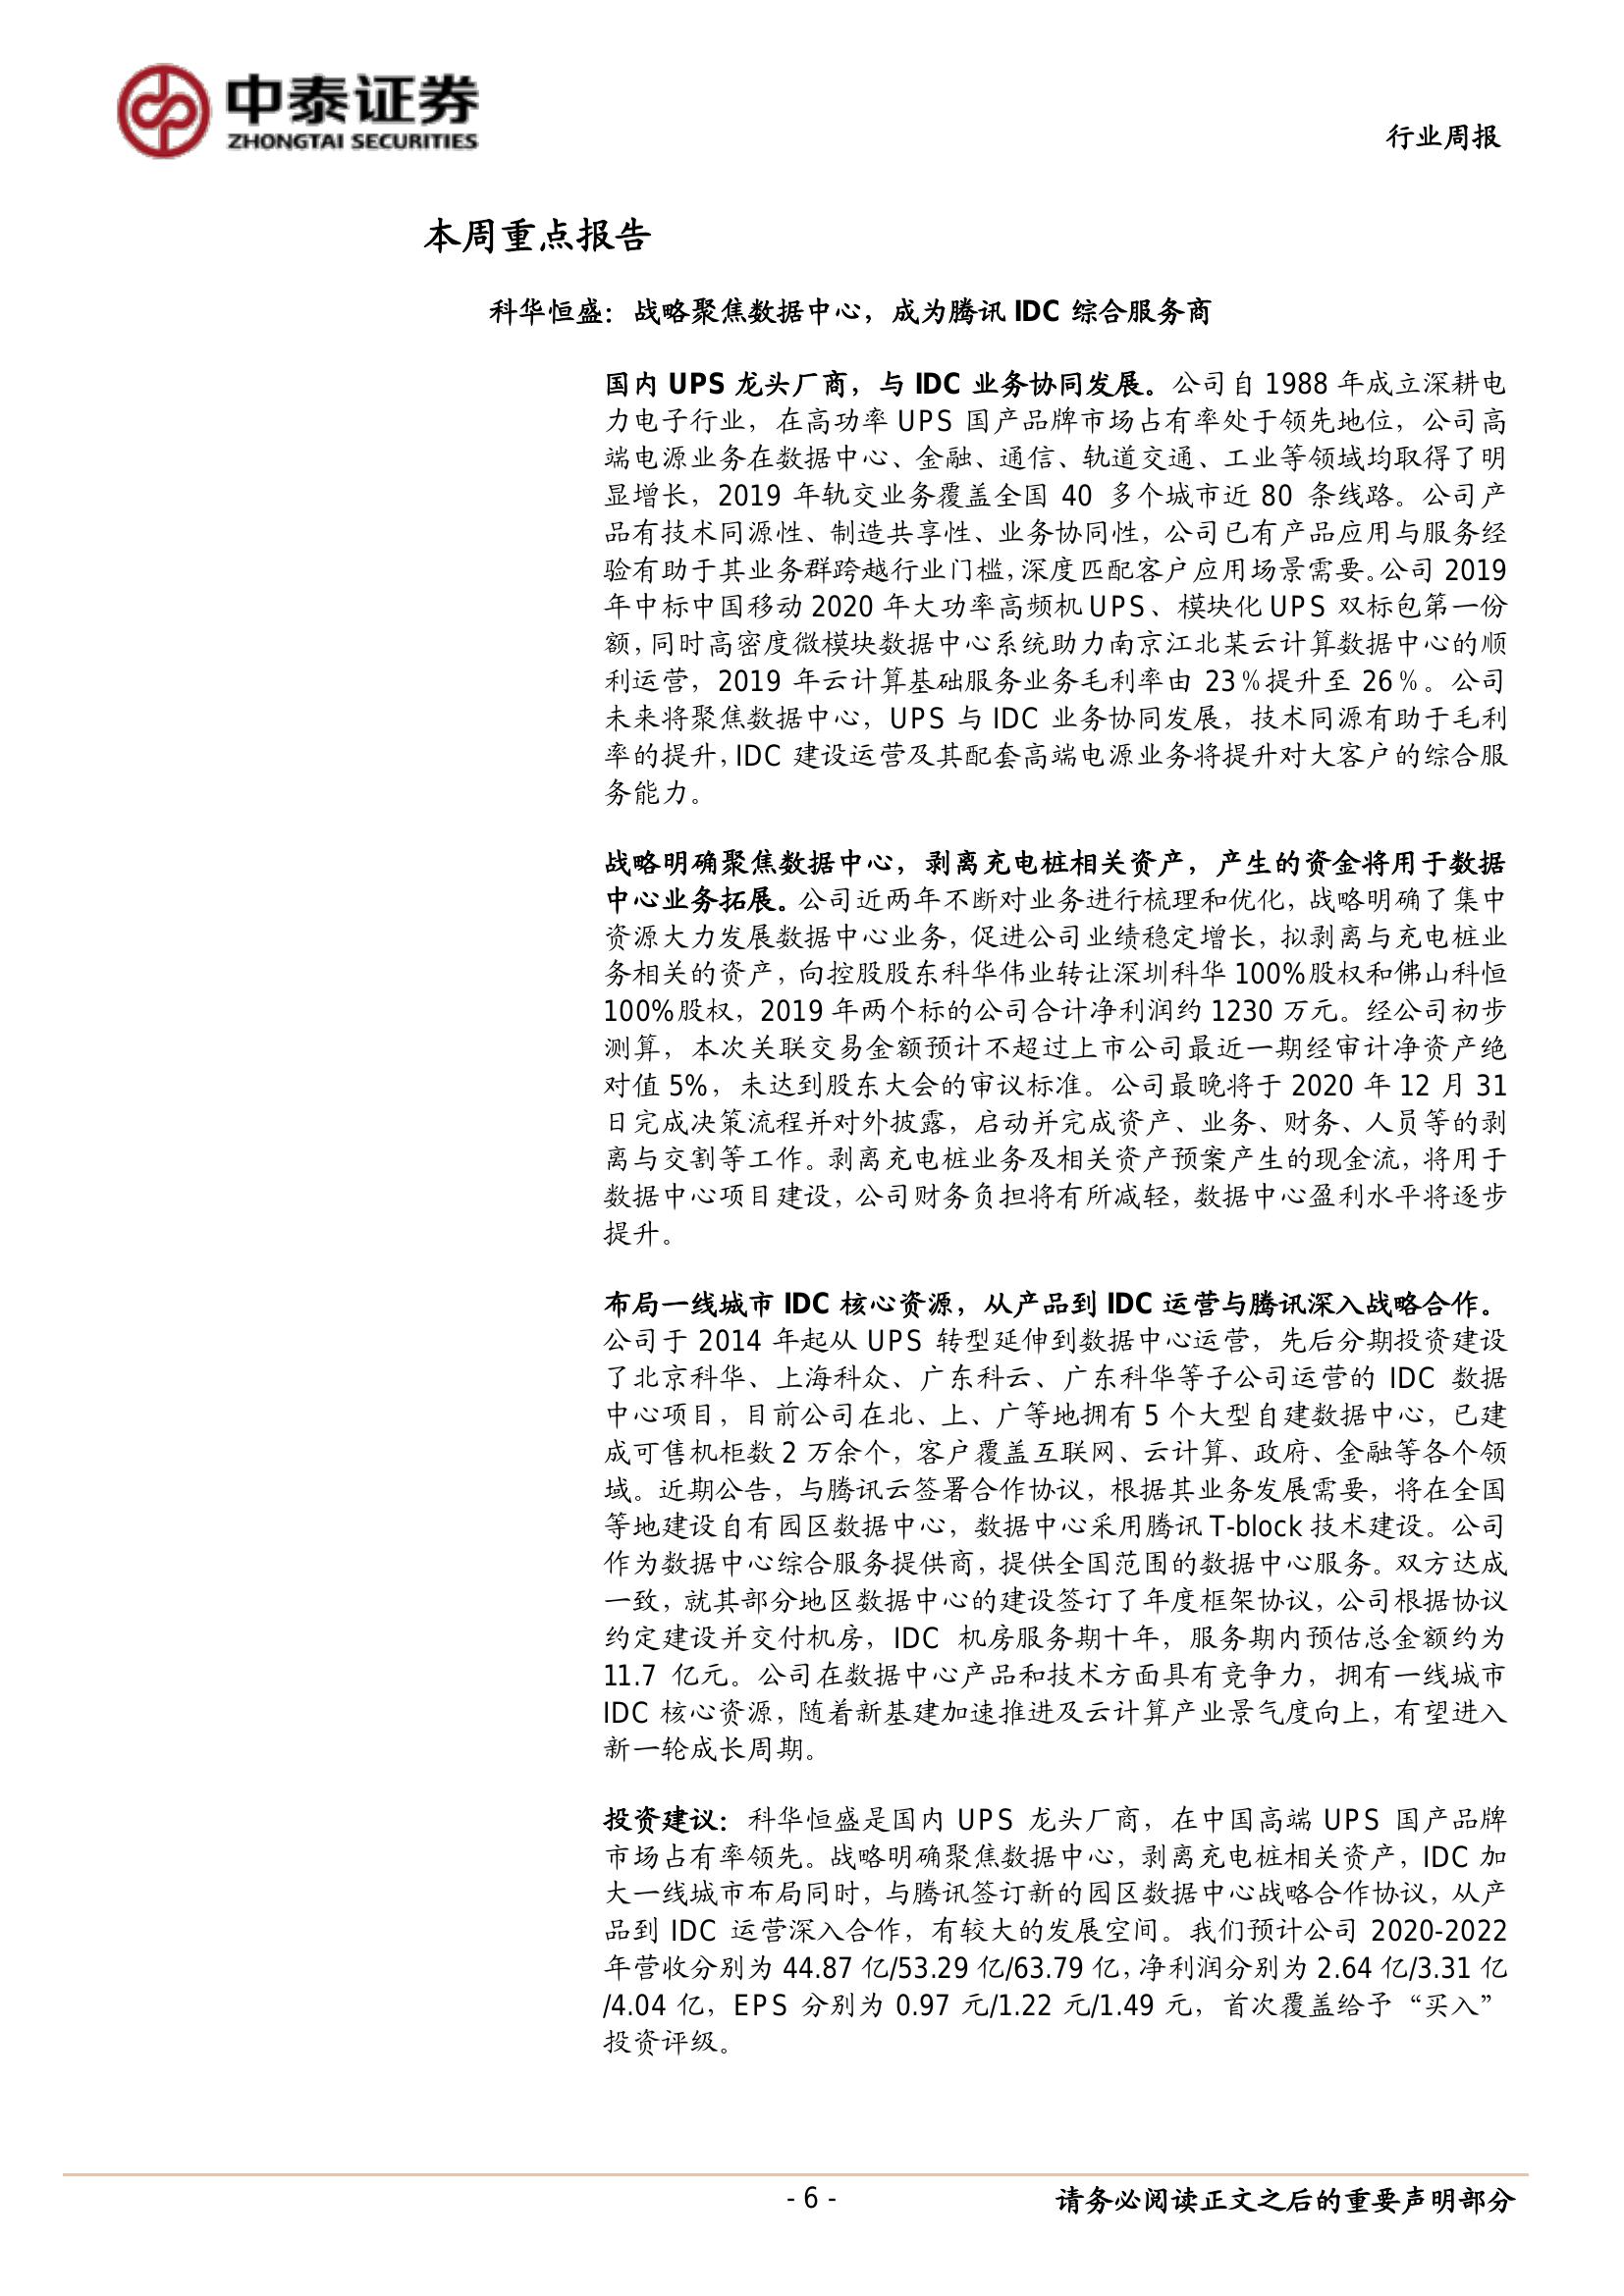 中泰证券
ZHONGTAI SECURITIES
行业周报
本周重点报告
科华恒盛：战略聚焦数据中心，成为腾讯 IDC 综合服务商
国内 UPS 龙头厂商，与 IDC 业务协同发展。公司自 1988 年成立深耕电
力电子行业，在高功率 UPS 国产品牌市场占有率处于领先地位，公司高
端电源业务在数据中心、金融、通信、轨道交通、工业等领域均取得了明
显增长，2019 年轨交业务覆盖全国 40 多个城市近 80 条线路。公司产
品有技术同源性、制造共享性、业务协同性，公司已有产品应用与服务经
验有助于其业务群跨越行业门槛，深度匹配客户应用场景需要。公司 2019
年中标中国移动 2020 年大功率高频机 UPS、模块化 UPS 双标包第一份
额，同时高密度微模块数据中心系统助力南京江北某云计算数据中心的顺
利运营，2019 年云计算基础服务业务毛利率由 23%提升至 26%。公司
未来将聚焦数据中心，UPS 与 IDC 业务协同发展，技术同源有助于毛利
率的提升，IDC 建设运营及其配套高端电源业务将提升对大客户的综合服
务能力。
战略明确聚焦数据中心，剥离充电桩相关资产，产生的资金将用于数据
中心业务拓展。公司近两年不断对业务进行梳理和优化，战略明确了集中
资源大力发展数据中心业务，促进公司业绩稳定增长，拟剥离与充电桩业
务相关的资产，向控股股东科华伟业转让深圳科华 100%股权和佛山科恒
100%股权，2019 年两个标的公司合计净利润约 1230 万元。经公司初步
测算，本次关联交易金额预计不超过上市公司最近一期经审计净资产绝
对值 5%，未达到股东大会的审议标准。公司最晚将于 2020 年 12 月 31
日完成决策流程并对外披露，启动并完成资产、业务、财务、人员等的剥
离与交割等工作。剥离充电桩业务及相关资产预案产生的现金流，将用于
数据中心项目建设，公司财务负担将有所减轻，数据中心盈利水平将逐步
提升。
布局一线城市 IDC 核心资源，从产品到 IDC 运营与腾讯深入战略合作。
公司于 2014 年起从 UPS 转型延伸到数据中心运营，先后分期投资建设
了北京科华、上海科众、广东科云、广东科华等子公司运营的 IDC 数据
中心项目，目前公司在北、上、广等地拥有 5 个大型自建数据中心，已建
成可售机柜数 2 万余个，客户覆盖互联网、云计算、政府、金融等各个领
域。近期公告，与腾讯云签署合作协议，根据其业务发展需要，将在全国
等地建设自有园区数据中心，数据中心采用腾讯 T-block 技术建设。公司
作为数据中心综合服务提供商，提供全国范围的数据中心服务。双方达成
一致，就其部分地区数据中心的建设签订了年度框架协议，公司根据协议
约定建设并交付机房，IDC 机房服务期十年，服务期内预估总金额约为
11.7 亿元。公司在数据中心产品和技术方面具有竞争力，拥有一线城市
IDC 核心资源，随着新基建加速推进及云计算产业景气度向上，有望进入
新一轮成长周期。
投资建议：科华恒盛是国内 UPS 龙头厂商，在中国高端 UPS 国产品牌
市场占有率领先。战略明确聚焦数据中心，剥离充电桩相关资产，IDC 加
大一线城市布局同时，与腾讯签订新的园区数据中心战略合作协议，从产
品到 IDC 运营深入合作，有较大的发展空间。我们预计公司 2020-2022
年营收分别为 44.87 亿/53.29 亿/63.79 亿，净利润分别为 2.64 亿/3.31 亿
/4.04 亿，EPS 分别为 0.97 元/1.22 元/1.49 元，首次覆盖给予“买入”
投资评级。
- 6 -
请务必阅读正文之后的重要声明部分